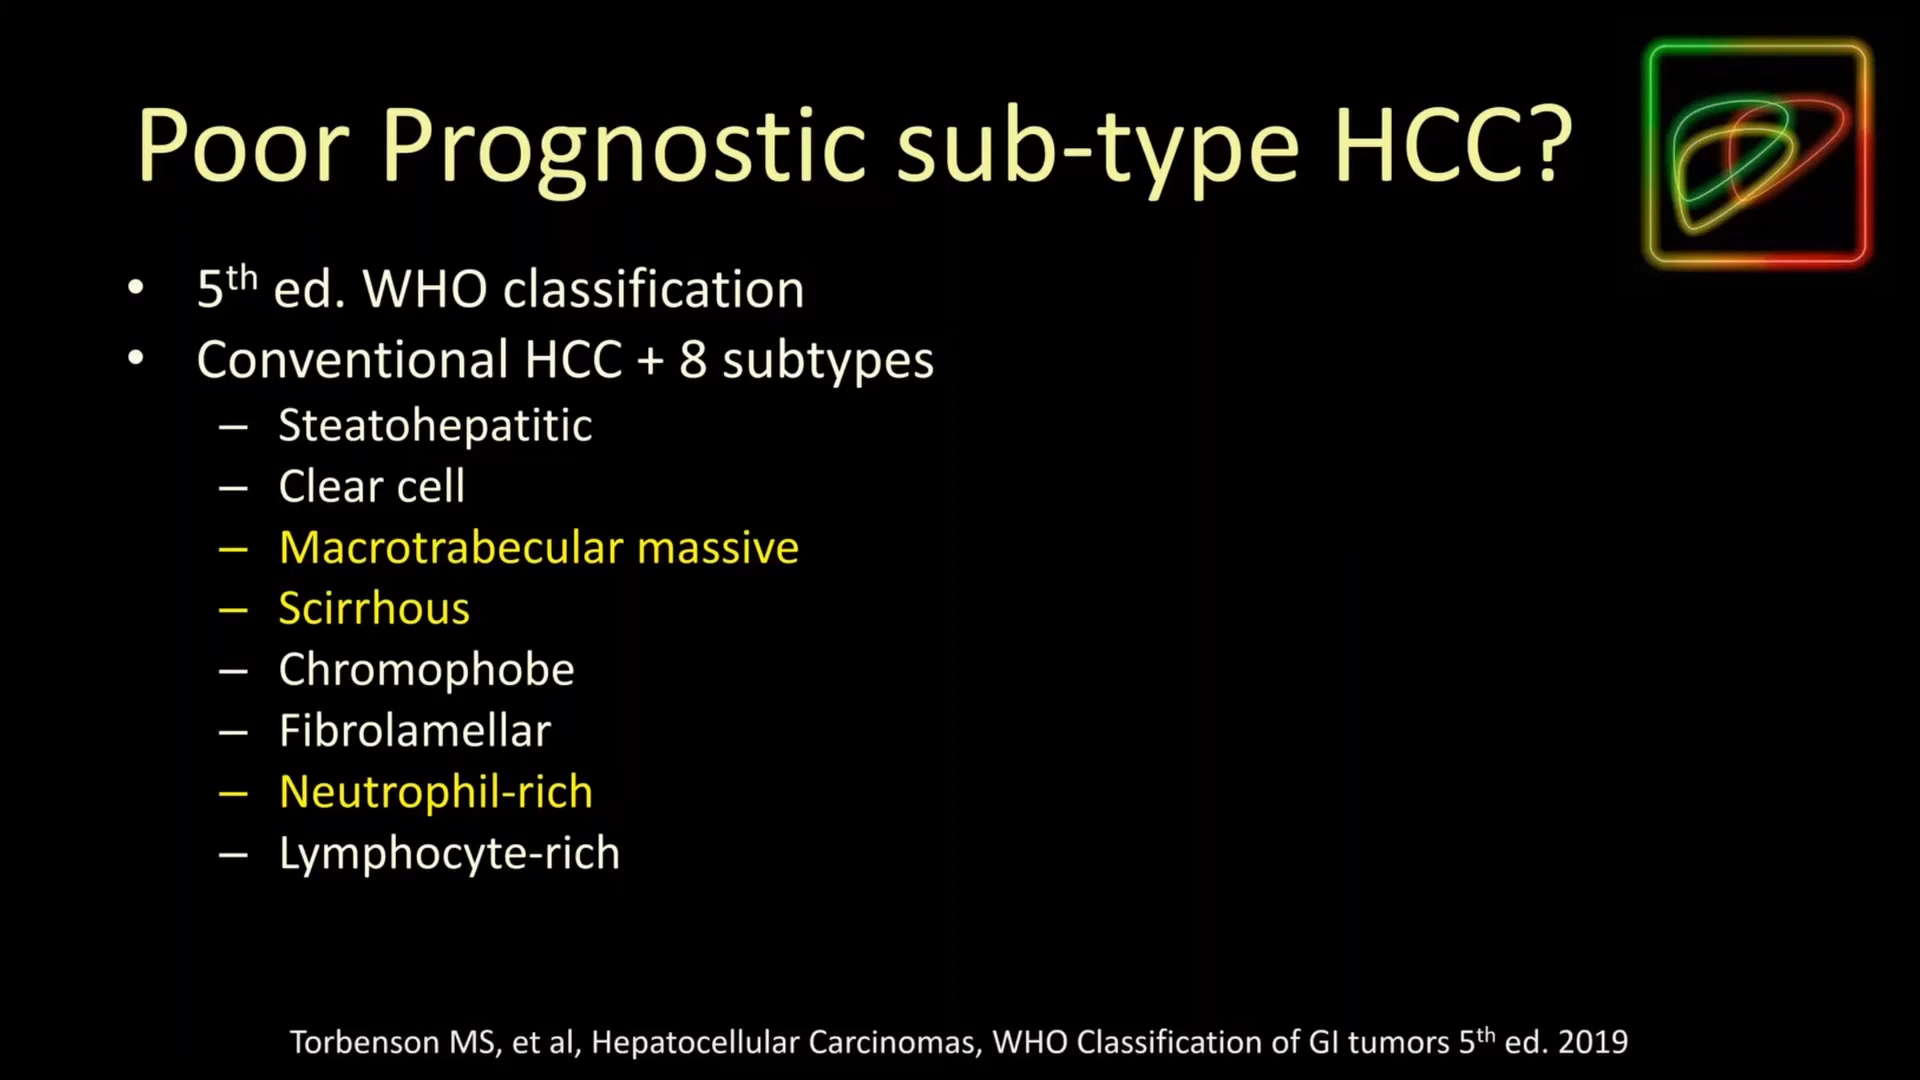 Poor Prognostic sub-type HCC?
• 5th ed. WHO classification
• Conventional HCC + 8 subtypes
– Steatohepatitic
– Clear cell
– Macrotrabecular massive
– Scirrhous
– Chromophobe
– Fibrolamellar
– Neutrophil-rich
– Lymphocyte-rich
Torbenson MS, et al, Hepatocellular Carcinomas, WHO Classification of GI tumors 5th ed. 2019